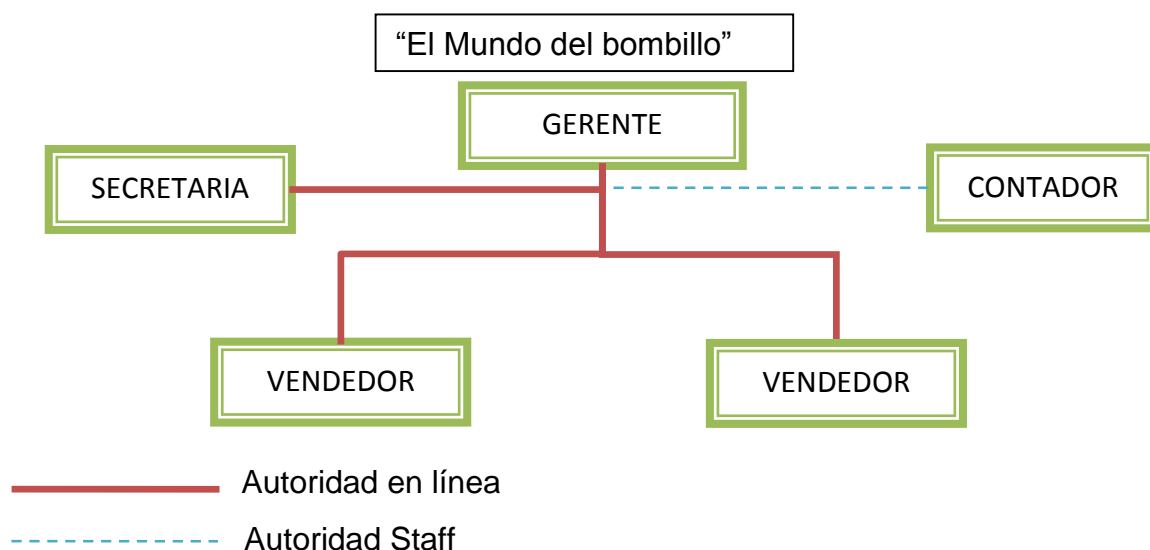 “El Mundo del bombillo”
GERENTE
SECRETARIA
CONTADOR
VENDEDOR
VENDEDOR
Autoridad en línea
Autoridad Staff